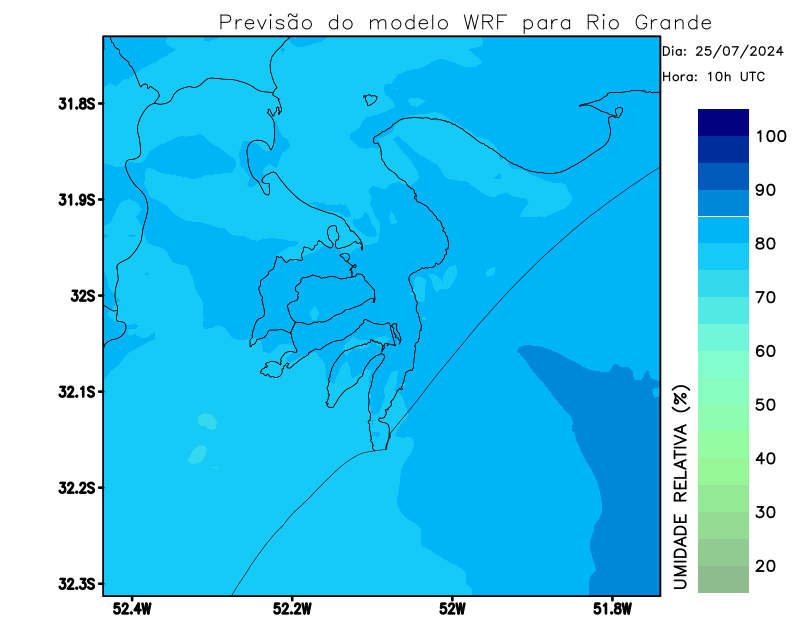 Previsão do modelo WRF para Rio Grande
Dia: 25/07/2024
Hora: 10h UTC
31.8S
31.9S
32S
32.1S
32.2S
32.3S
52.4W
52.2W
52W
51.8W
100
90
80
70
60
50
40
30
20
UMIDADE RELATIVA (%)